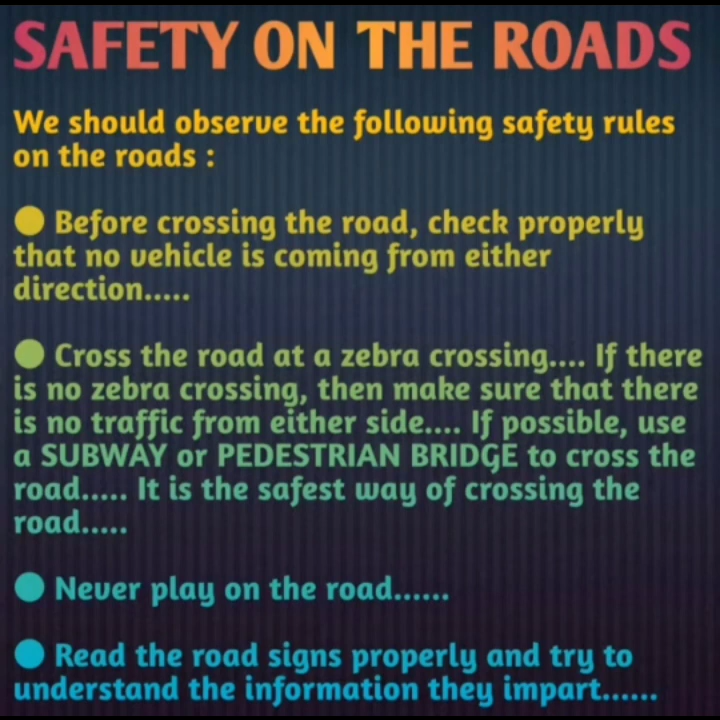 SAFETY ON THE ROADS
We should observe the following safety rules
on the roads :
● Before crossing the road, check properly
that no vehicle is coming from either
direction.....
● Cross the road at a zebra crossing.... If there
is no zebra crossing, then make sure that there
is no traffic from either side.... If possible, use
a SUBWAY or PEDESTRIAN BRIDGE to cross the
road..... It is the safest way of crossing the
road.....
● Never play on the road......
● Read the road signs properly and try to
understand the information they impart......